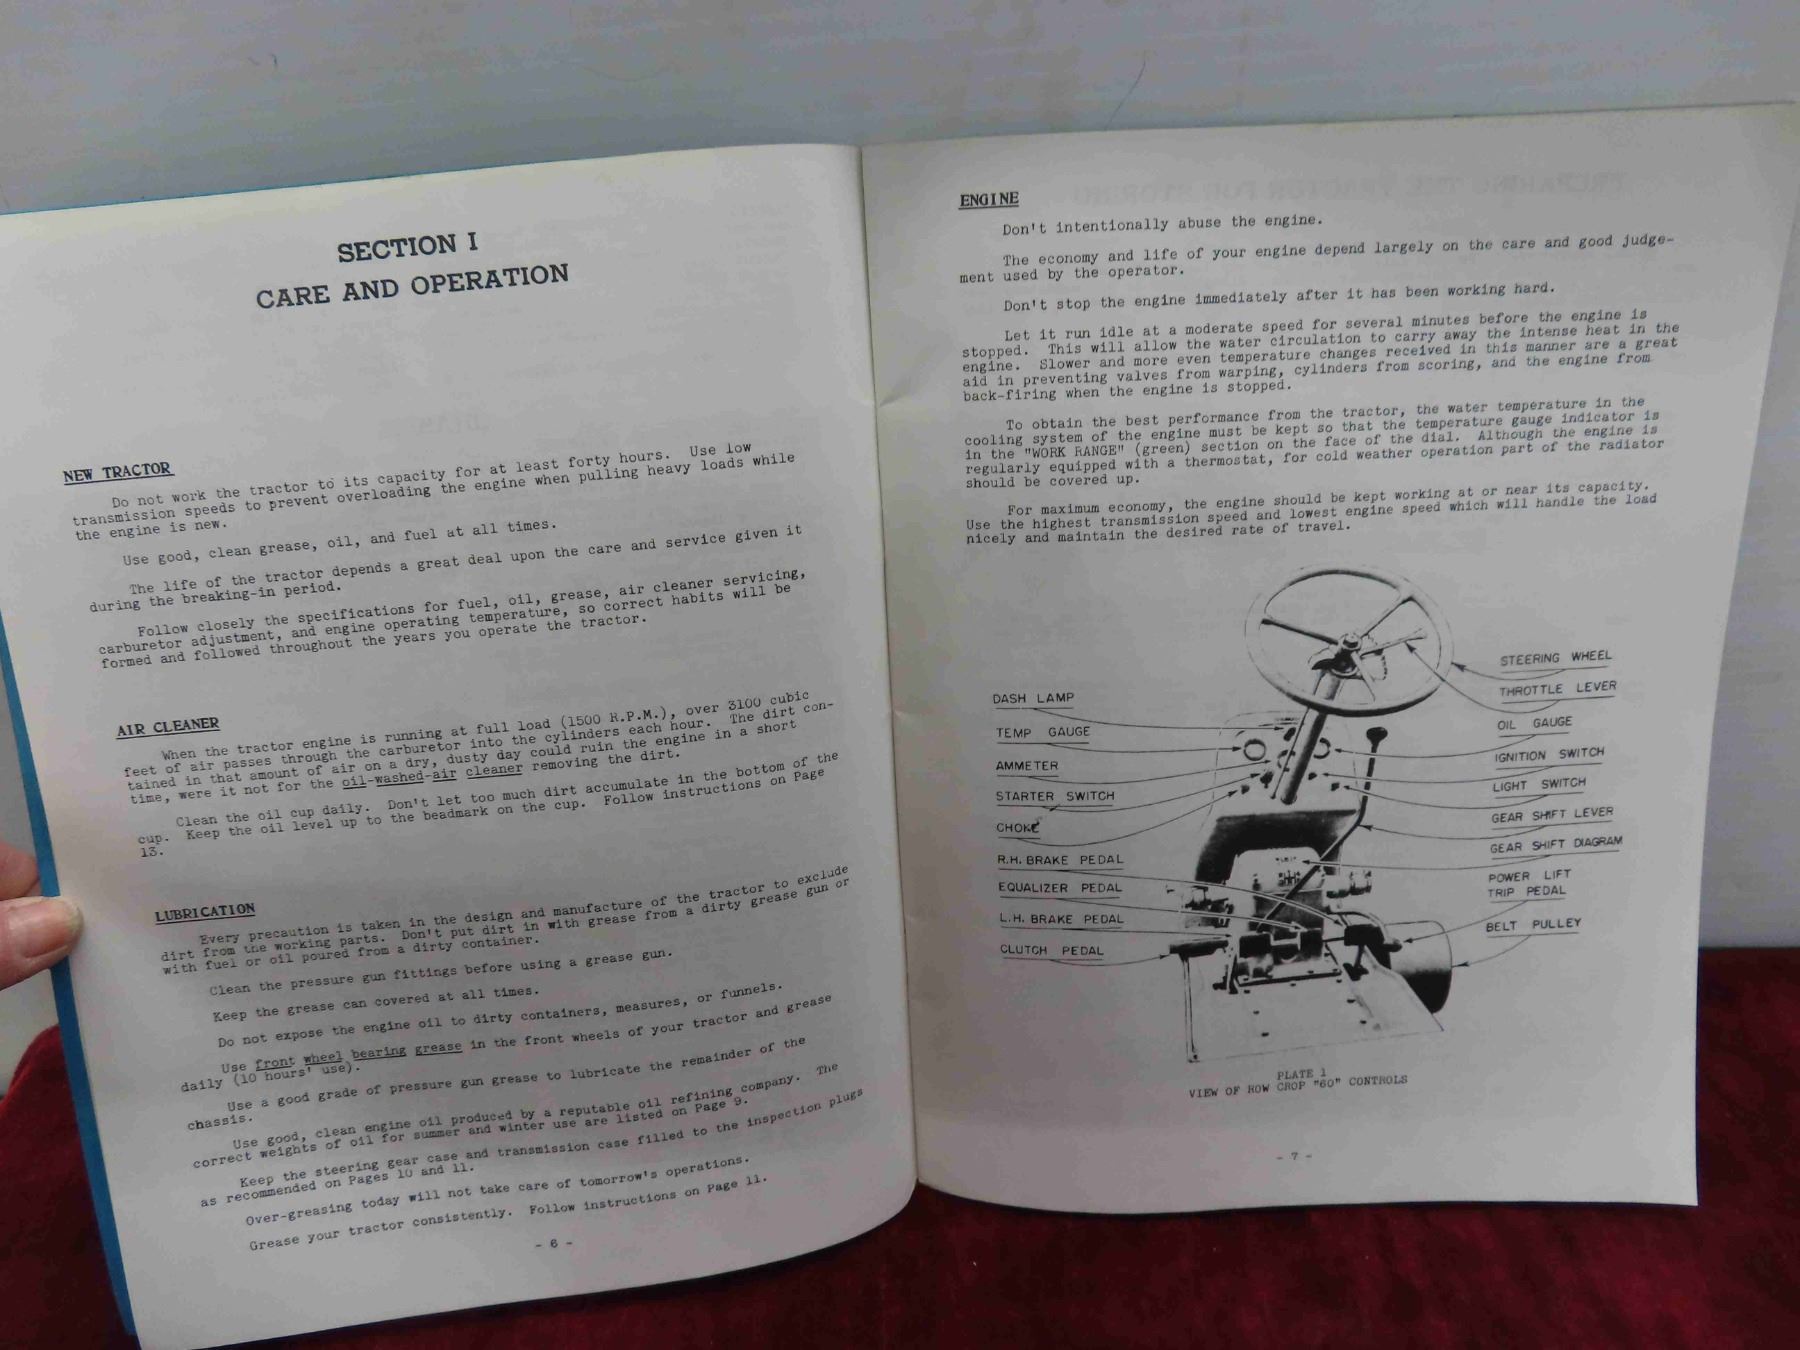 SECTION I
CARE AND OPERATION
NEW TRACTOR
Do not work the tractor to its capacity for at least forty hours. Use low
transmission speeds to prevent overloading the engine when pulling heavy loads while
the engine is new.
Use good, clean grease, oil, and fuel at all times.
The life of the tractor depends a great deal upon the care and service given it
during the breaking-in period.
Follow closely the specifications for fuel, oil, grease, air cleaner servicing,
carburetor adjustment, and engine operating temperature, so correct habits will be
formed and followed throughout the years you operate the tractor.
AIR CLEANER
When the tractor engine is running at full load (1500 R.P.M.), over 3100 cubic
feet of air passes through the carburetor into the cylinders each hour. The dirt con-
tained in that amount of air on a dry, dusty day could ruin the engine in a short
time, were it not for the oil-washed-air cleaner removing the dirt.
Clean the oil cup daily. Don't let too much dirt accumulate in the bottom of the
cup. Keep the oil level up to the beadmark on the cup. Follow instructions on Page
13.
LUBRICATION
Every precaution is taken in the design and manufacture of the tractor to exclude
dirt from the working parts. Don't put dirt in with grease from a dirty grease gun or
with fuel or oil poured from a dirty container.
Clean the pressure gun fittings before using a grease gun.
Keep the grease can covered at all times.
Do not expose the engine oil to dirty containers, measures, or funnels.
Use front wheel bearing grease in the front wheels of your tractor and grease
daily (10 hours' use).
Use a good grade of pressure gun grease to lubricate the remainder of the
chassis.
Use good, clean engine oil produced by a reputable oil refining company. The
correct weights of oil for summer and winter use are listed on Page 9.
Keep the steering gear case and transmission case filled to the inspection plugs
as recommended on Pages 10 and 11.
Over-greasing today will not take care of tomorrow's operations.
Grease your tractor consistently. Follow instructions on Page 11.
- 6 -
ENGINE
Don't intentionally abuse the engine.
The economy and life of your engine depend largely on the care and good judge-
ment used by the operator.
Don't stop the engine immediately after it has been working hard.
Let it run idle at a moderate speed for several minutes before the engine is
stopped. This will allow the water circulation to carry away the intense heat in the
engine. Slower and more even temperature changes received in this manner are a great
aid in preventing valves from warping, cylinders from scoring, and the engine from
back-firing when the engine is stopped.
To obtain the best performance from the tractor, the water temperature in the
cooling system of the engine must be kept so that the temperature gauge indicator is
in the "WORK RANGE" (green) section on the face of the dial. Although the engine is
regularly equipped with a thermostat, for cold weather operation part of the radiator
should be covered up.
For maximum economy, the engine should be kept working at or near its capacity.
Use the highest transmission speed and lowest engine speed which will handle the load
nicely and maintain the desired rate of travel.
DASH LAMP
TEMP GAUGE
AMMETER
STARTER SWITCH
CHOKE
R.H. BRAKE PEDAL
EQUALIZER PEDAL
L.H. BRAKE PEDAL
CLUTCH PEDAL
STEERING WHEEL
THROTTLE LEVER
OIL GAUGE
IGNITION SWITCH
LIGHT SWITCH
GEAR SHIFT LEVER
GEAR SHIFT DIAGRAM
POWER LIFT
TRIP PEDAL
BELT PULLEY
PLATE 1
VIEW OF ROW CROP "60" CONTROLS
- 7 -